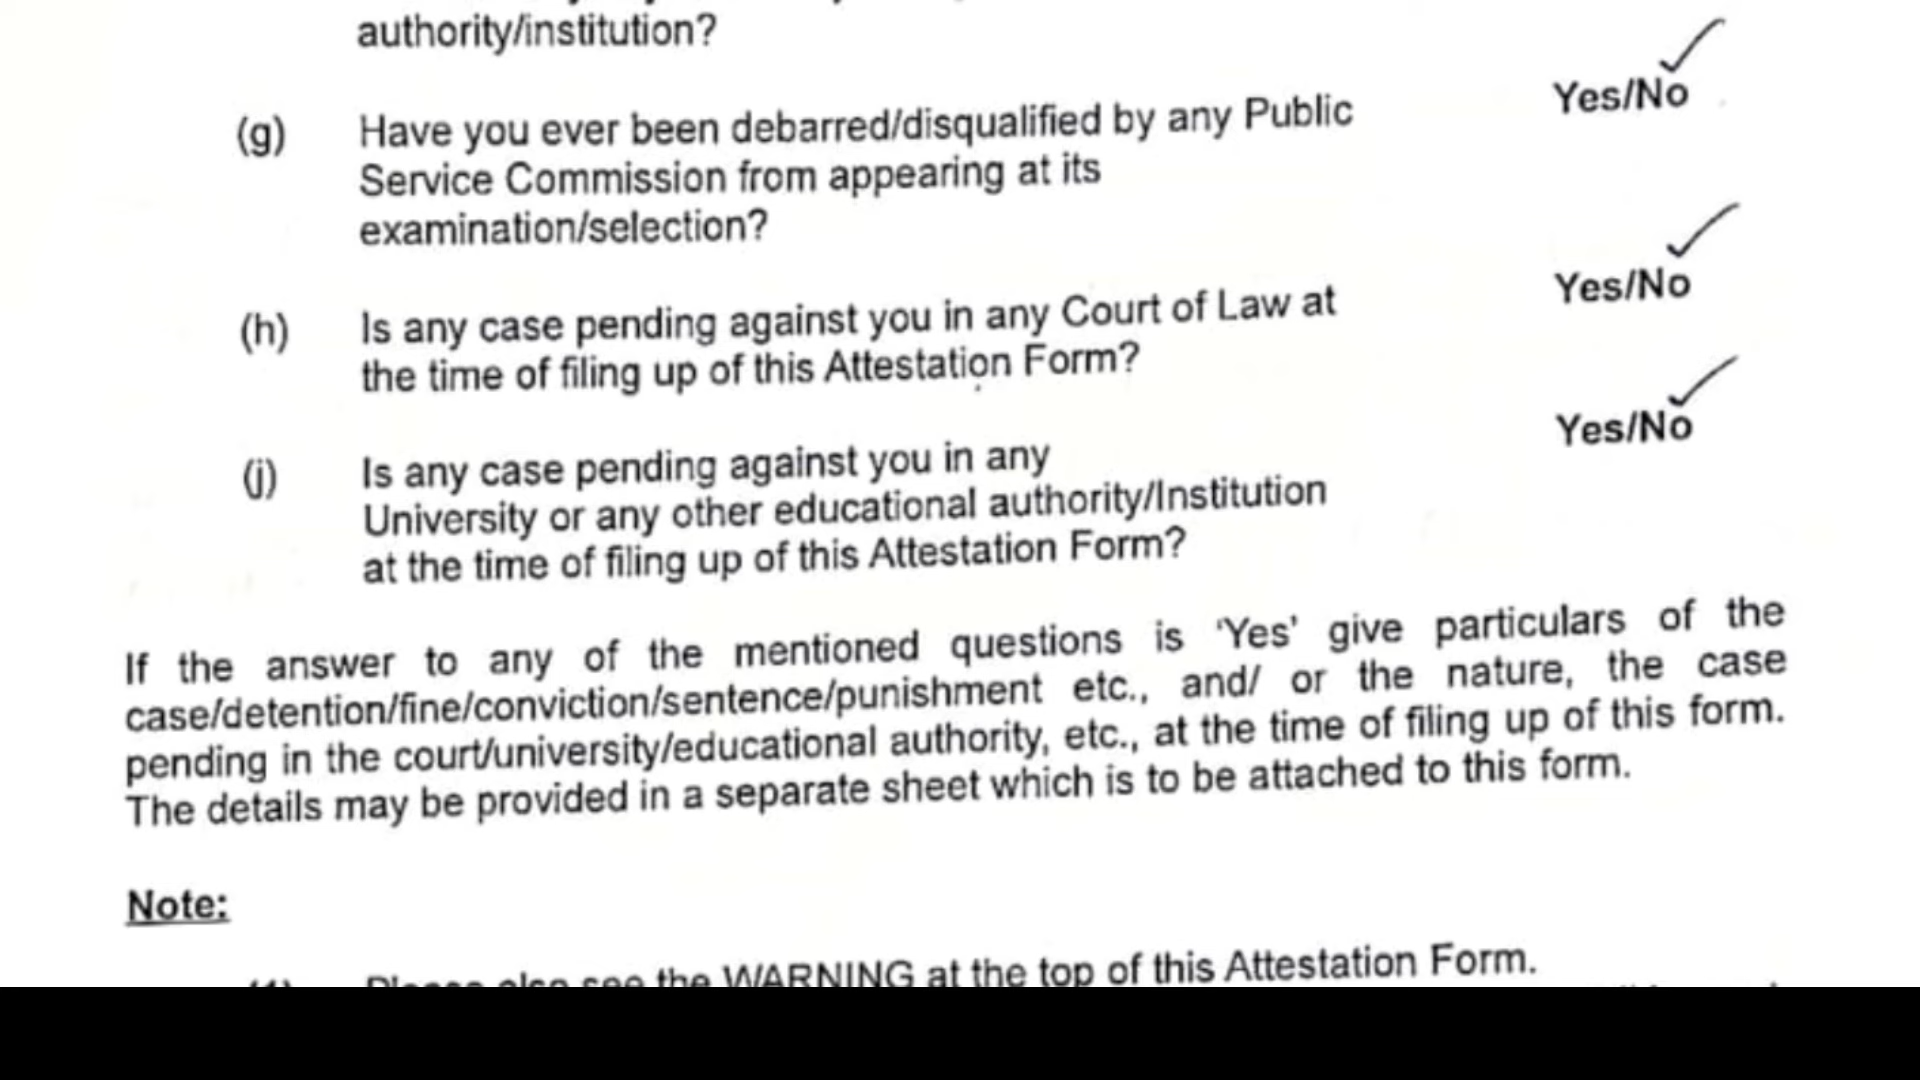 authority/institution?
Yes/No
(g) Have you ever been debarred/disqualified by any Public
Service Commission from appearing at its
examination/selection?
Yes/No
(h) Is any case pending against you in any Court of Law at
the time of filing up of this Attestation Form?
Yes/No
(j) Is any case pending against you in any
University or any other educational authority/Institution
at the time of filing up of this Attestation Form?
If the answer to any of the mentioned questions is 'Yes' give particulars of the
case/detention/fine/conviction/sentence/punishment etc., and/ or the nature, the case
pending in the court/university/educational authority, etc., at the time of filing up of this form.
The details may be provided in a separate sheet which is to be attached to this form.
Note:
Please also see the WARNING at the top of this Attestation Form.